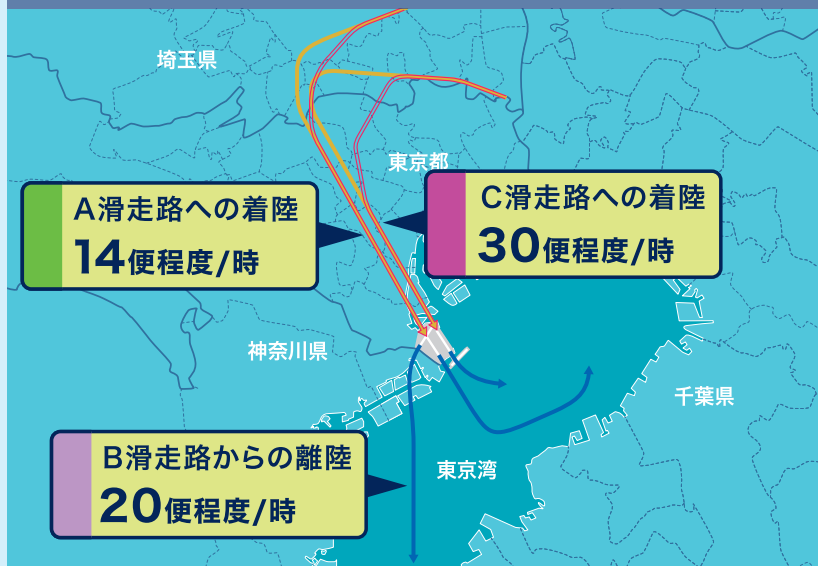 埼玉県
東京都
A滑走路への着陸
14便程度/時
C滑走路への着陸
30便程度/時
神奈川県
千葉県
B滑走路からの離陸
20便程度/時
東京湾